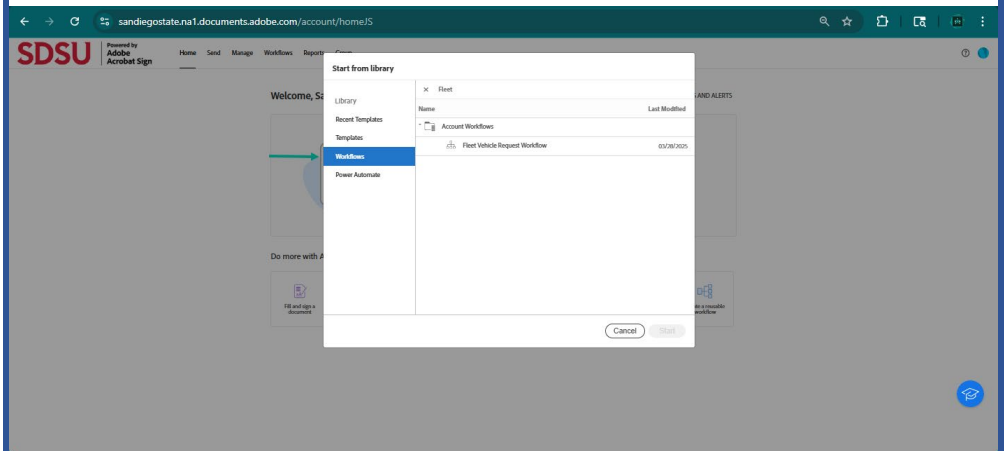 sandiegostate.na1.documents.adobe.com/account/homeJS
SDSU
Powered by
Adobe
Acrobat Sign
Home Send Manage Workflows Reports
Start from library
Welcome,
AND ALERTS
Library
Recent Templates
Templates
Workflows
Power Automate
× Fleet
Name Last Modified
Account Workflows
Fleet Vehicle Request Workflow 03/28/2025
Do more with A
Fill and sign a
document
reusable
workflow
Cancel Start